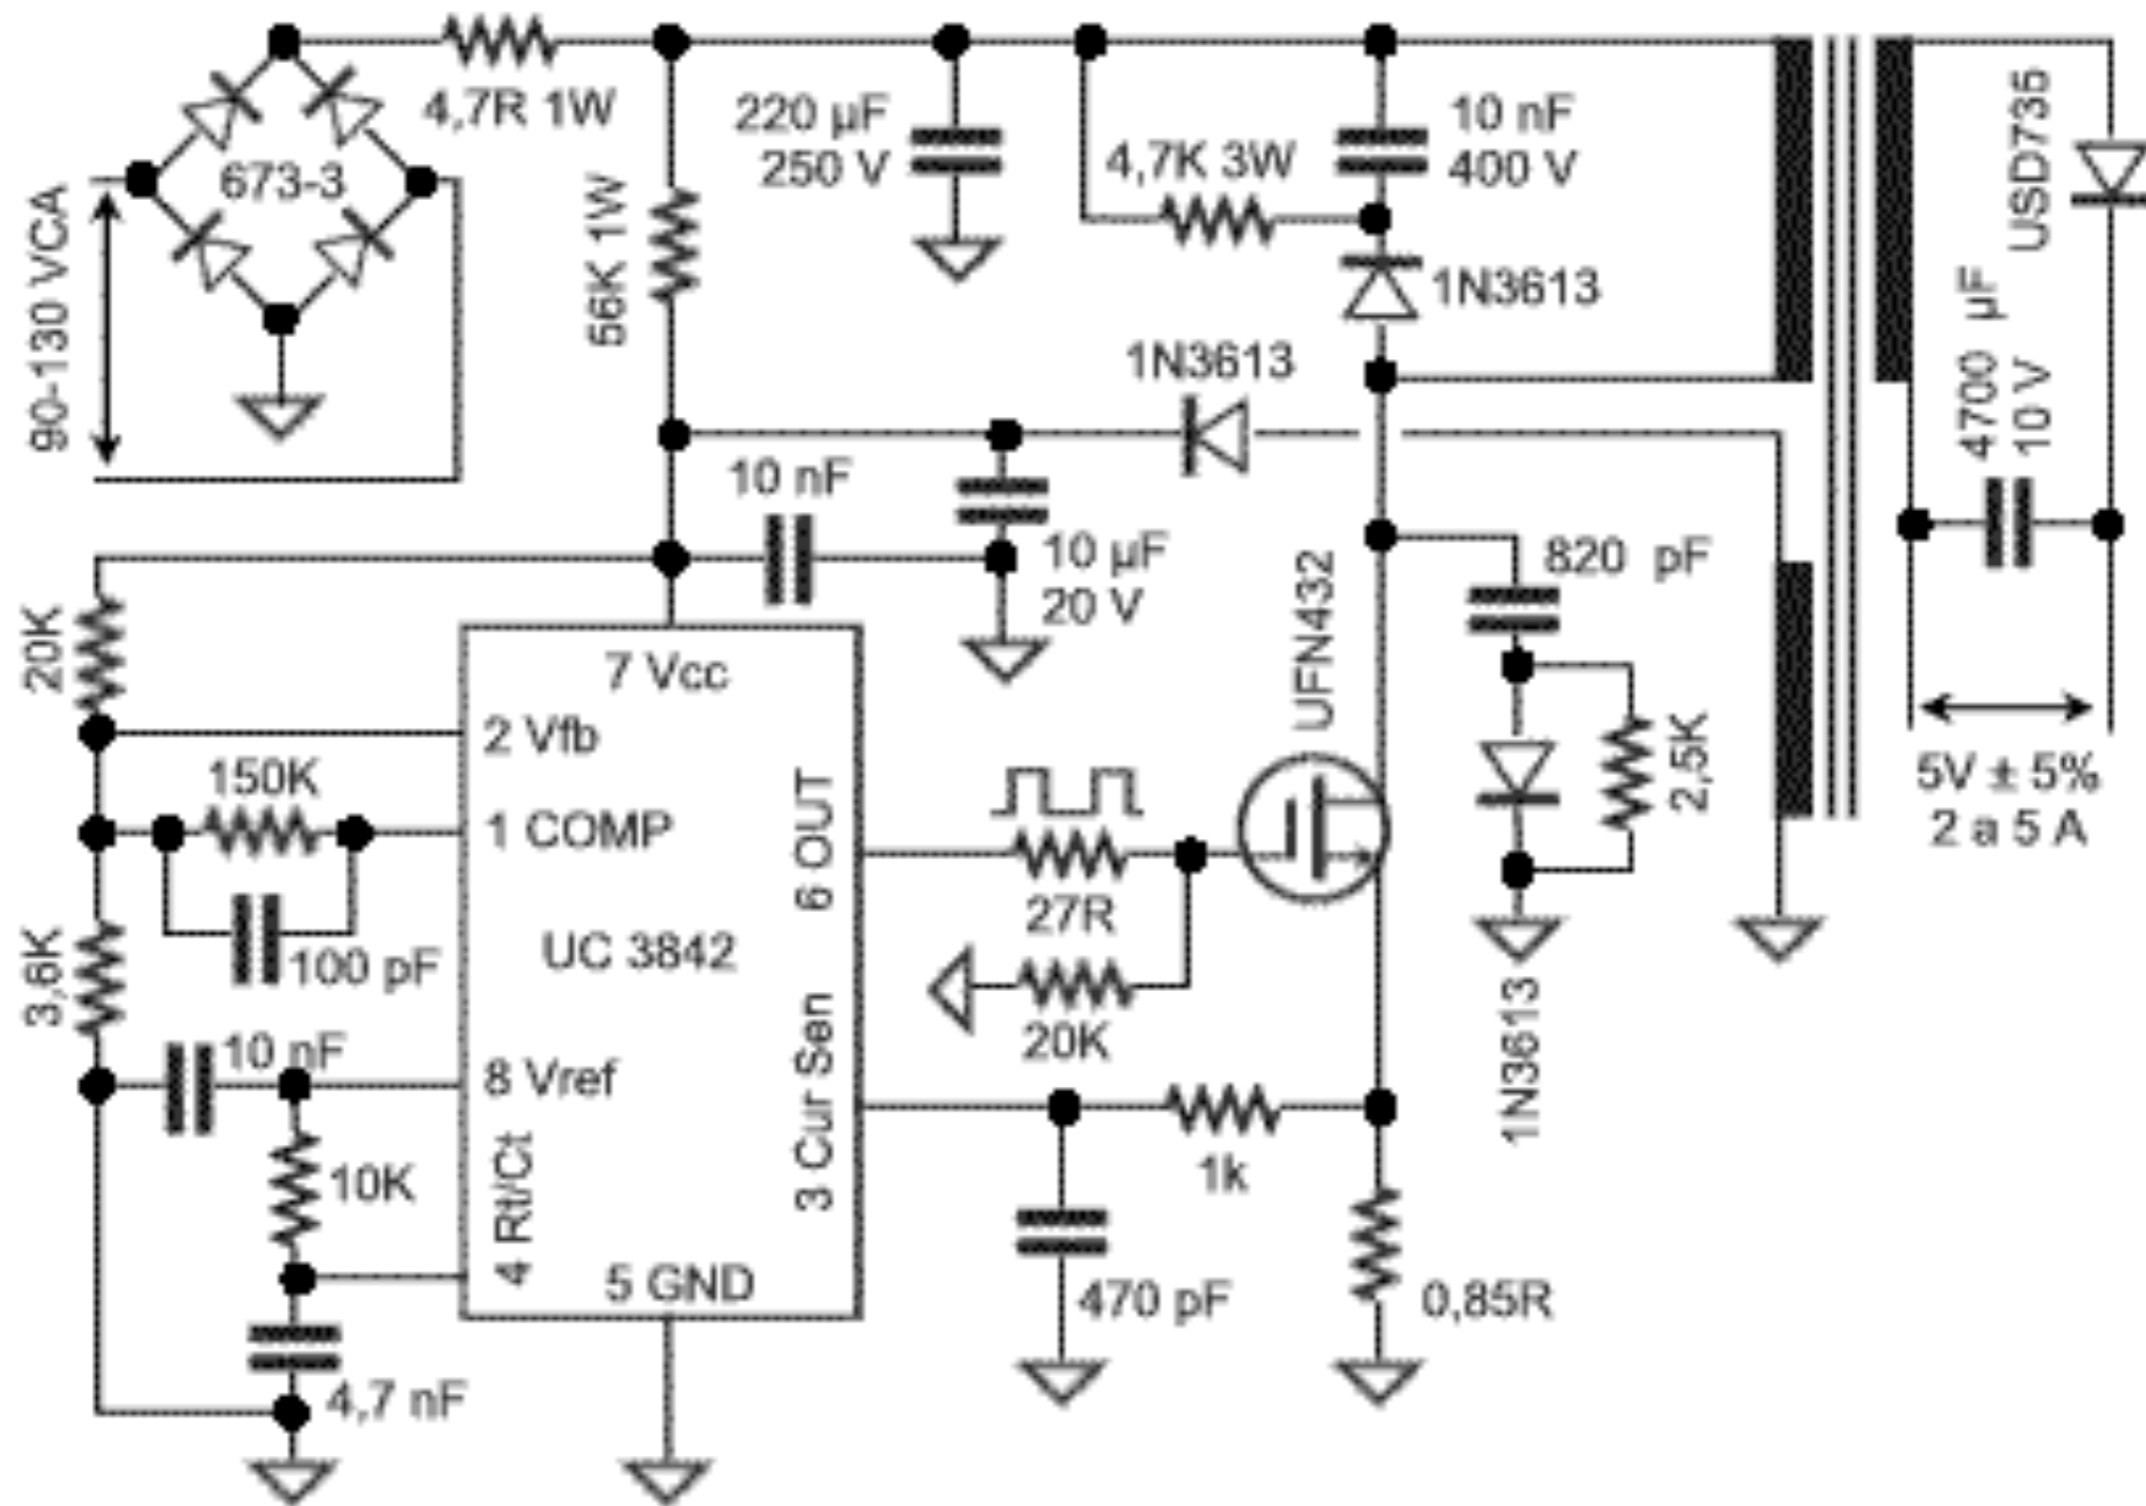 4,7R 1W
673-3
90-130 VCA
56K 1W
220 µF
250 V
4,7K 3W
10 nF
400 V
1N3613
1N3613
USD735
4700 µF
10 V
10 nF
10 µF
20 V
820 pF
UFN432
20K
7 Vcc
2 Vfb
150K
1 COMP
6 OUT
27R
2,5K
5V ± 5%
2 a 5 A
3,6K
100 pF
UC 3842
20K
1N3613
10 nF
8 Vref
3 Cur Sen
1k
10K
4 Rt/Ct
5 GND
470 pF
0,85R
4,7 nF